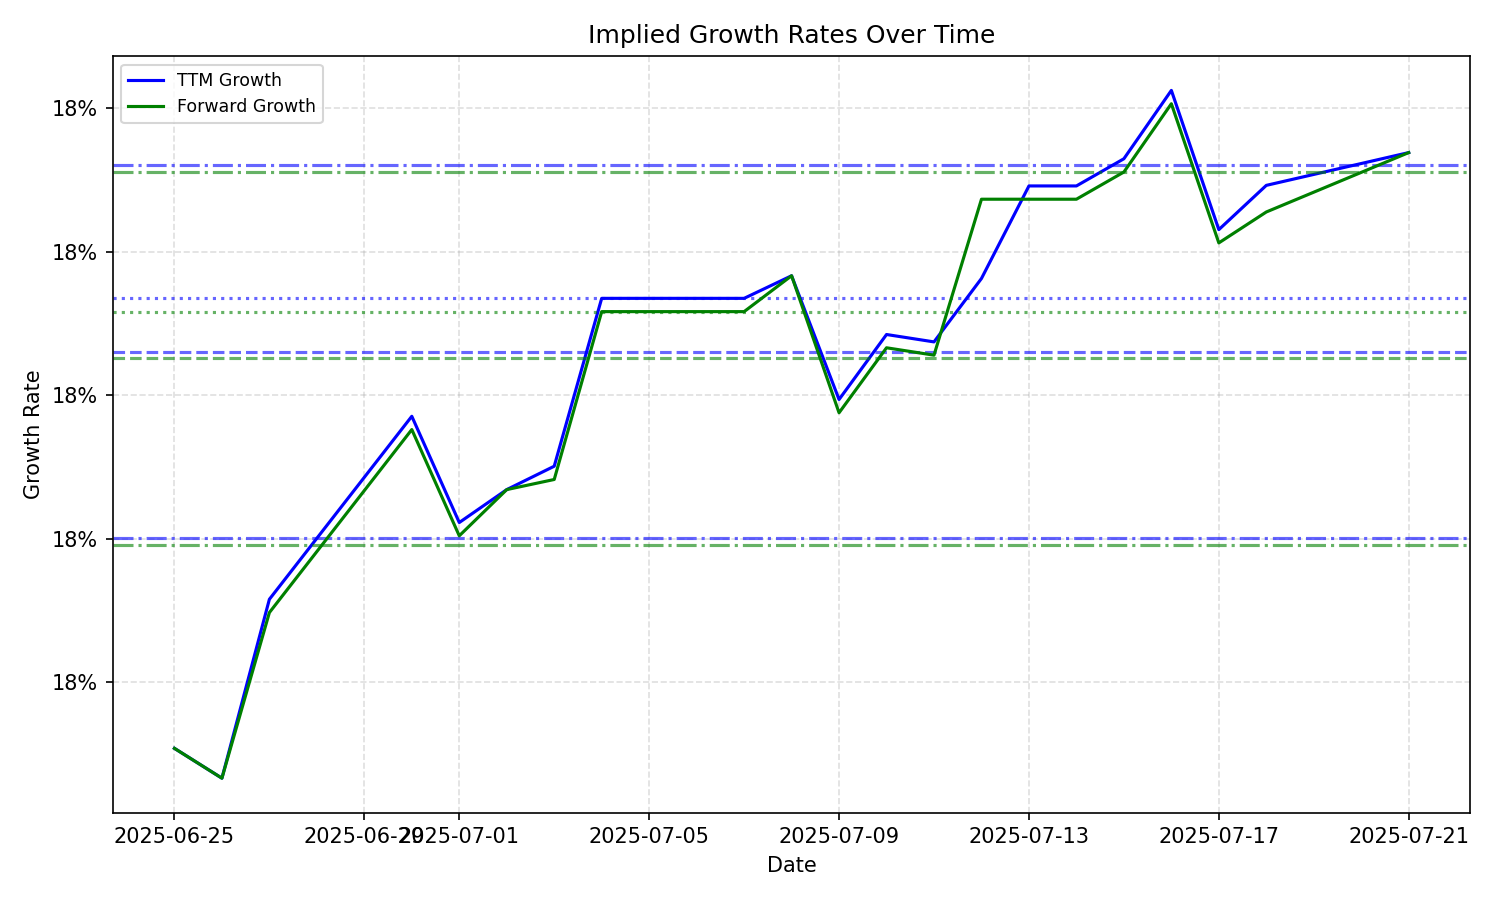 Implied Growth Rates Over Time
TTM Growth
Forward Growth
18%
18%
18%
18%
18%
Growth Rate
2025-06-25
2025-06-29
2025-07-01
2025-07-05
2025-07-09
2025-07-13
2025-07-17
2025-07-21
Date